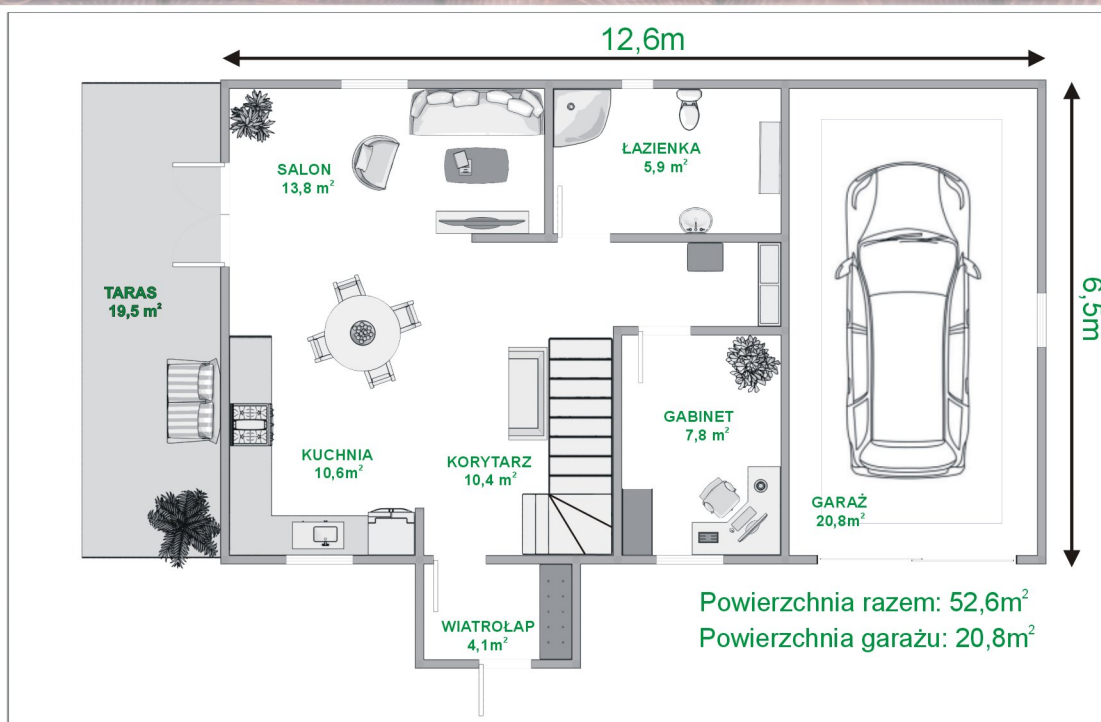 12,6m
ŁAZIENKA
5,9 m²
SALON
13,8 m²
TARAS
19,5 m²
6,5m
GABINET
7,8 m²
KUCHNIA
10,6m²
KORYTARZ
10,4 m²
GARAŻ
20,8m²
WIATROŁAP
4,1m²
Powierzchnia razem: 52,6m²
Powierzchnia garażu: 20,8m²